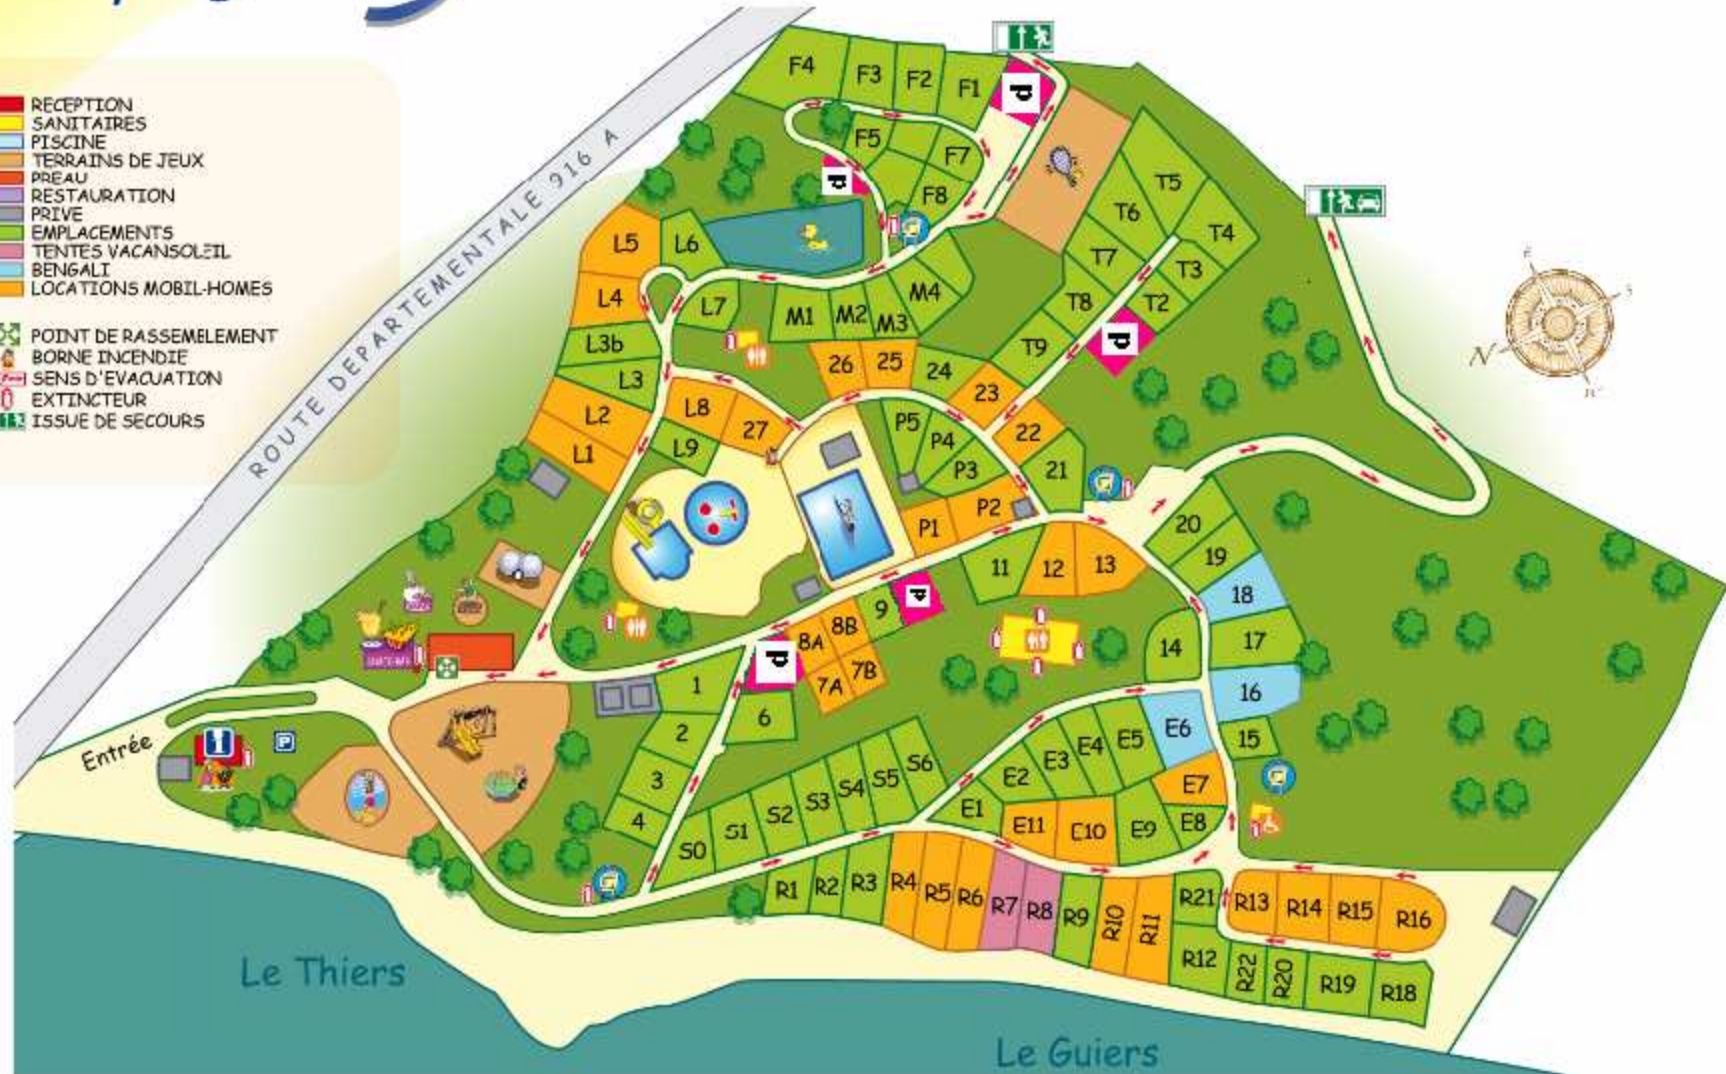 RECEPTION
SANITAIRES
PISCINE
TERRAINS DE JEUX
PREAU
RESTAURATION
PRIVE
EMPLACEMENTS
TENTES VACANSOLEIL
BENGALI
LOCATIONS MOBIL-HOMES
POINT DE RASSEMBLEMENT
BORNE INCENDIE
SENS D'EVACUATION
EXTINCTEUR
ISSUE DE SECOURS
ROUTE DEPARTEMENTALE 916 A
F4 F3 F2 F1 P
F5 F7
P F8
T5
T6 T4
T7 T3
T8 T2
T9 P
L5 L6
L4 L7
M1 M2 M3 M4
L3b
L3
26 25 24 23
L2 L8 27
L1 L9
P5 P4 P3
22
21
P1 P2
20
19
11 12 13
18
17
14
16
15
9 P
8A 8B
7A 7B
P
6
1
2
3
4
S0 S1 S2 S3 S4 S5 S6
E1 E2 E3 E4 E5 E6
E7
E11 E10 E9 E8
R1 R2 R3 R4 R5 R6 R7 R8 R9 R10 R11
R21 R13 R14 R15 R16
R12 R22 R20 R19 R18
Entrée
i
P
N
E
S
Le Thiers
Le Guiers